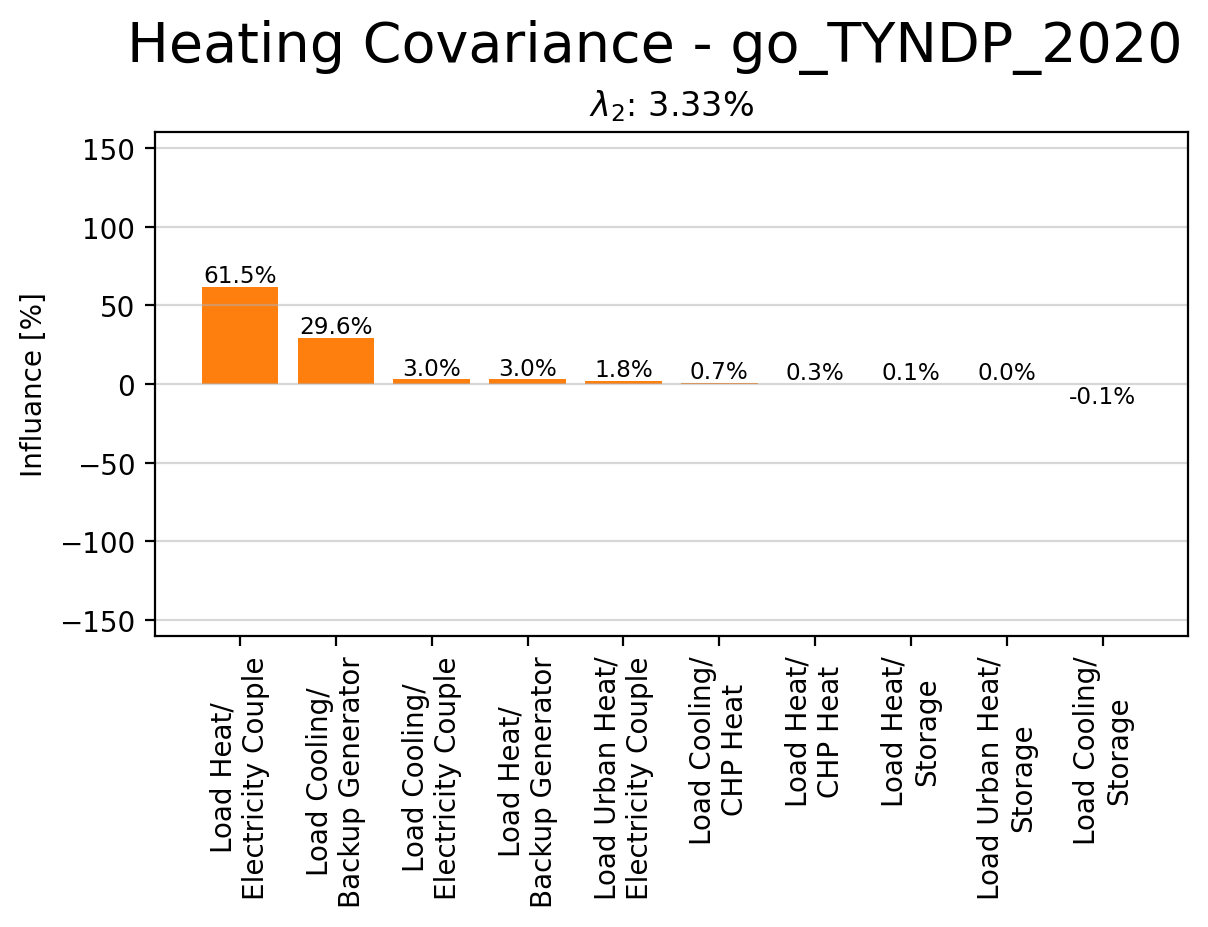 Heating Covariance - go_TYNDP_2020
λ₂: 3.33%
Influance [%]
150
100
50
0
−50
−100
−150
61.5%
29.6%
3.0%
3.0%
1.8%
0.7%
0.3%
0.1%
0.0%
-0.1%
Load Heat/
Electricity Couple
Load Cooling/
Backup Generator
Load Cooling/
Electricity Couple
Load Heat/
Backup Generator
Load Urban Heat/
Electricity Couple
Load Cooling/
CHP Heat
Load Heat/
CHP Heat
Load Heat/
Storage
Load Urban Heat/
Storage
Load Cooling/
Storage